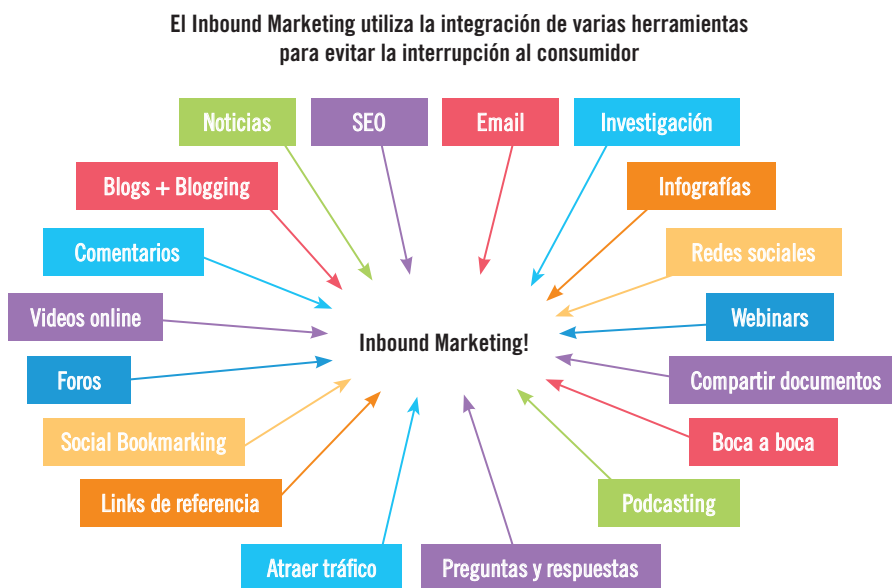 El Inbound Marketing utiliza la integración de varias herramientas
para evitar la interrupción al consumidor
Noticias
SEO
Email
Investigación
Blogs + Blogging
Infografías
Comentarios
Redes sociales
Videos online
Webinars
Inbound Marketing!
Foros
Compartir documentos
Social Bookmarking
Boca a boca
Links de referencia
Podcasting
Atraer tráfico
Preguntas y respuestas